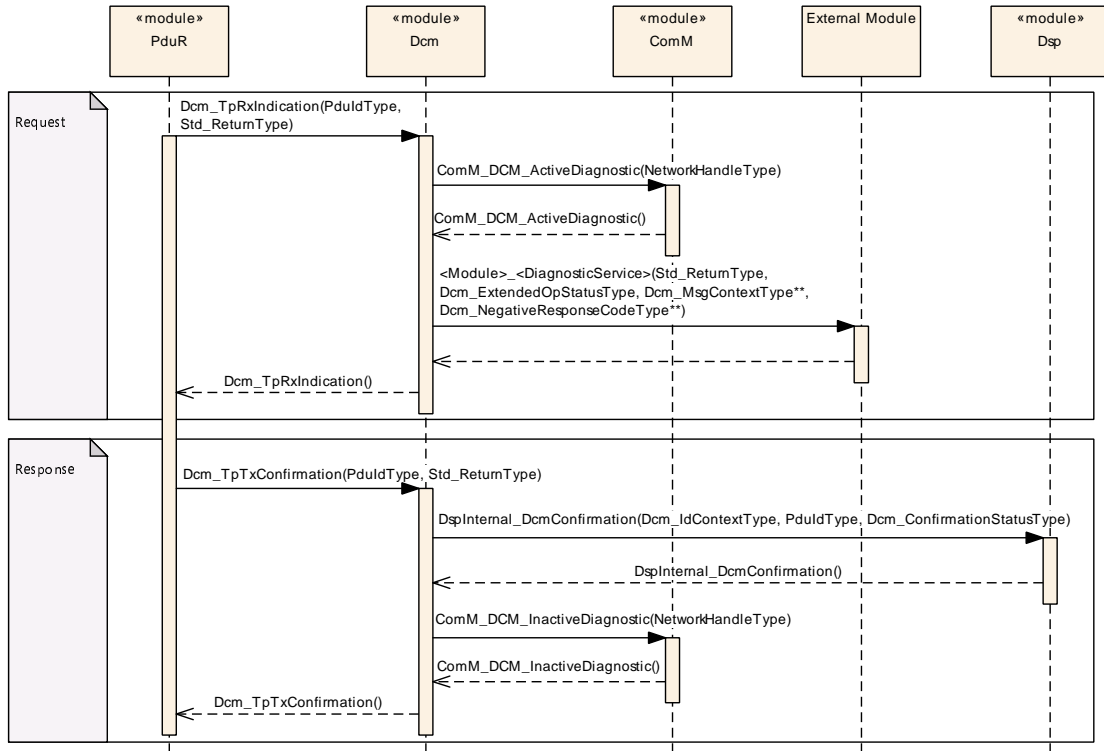 «module»
PduR
«module»
Dcm
«module»
ComM
External Module
«module»
Dsp
Request
Dcm_TpRxIndication(PduIdType,
Std_ReturnType)
ComM_DCM_ActiveDiagnostic(NetworkHandleType)
ComM_DCM_ActiveDiagnostic()
<Module>_<DiagnosticService>(Std_ReturnType,
Dcm_ExtendedOpStatusType, Dcm_MsgContextType**,
Dcm_NegativeResponseCodeType**)
Dcm_TpRxIndication()
Response
Dcm_TpTxConfirmation(PduIdType, Std_ReturnType)
DspInternal_DcmConfirmation(Dcm_IdContextType, PduIdType, Dcm_ConfirmationStatusType)
DspInternal_DcmConfirmation()
ComM_DCM_InactiveDiagnostic(NetworkHandleType)
ComM_DCM_InactiveDiagnostic()
Dcm_TpTxConfirmation()